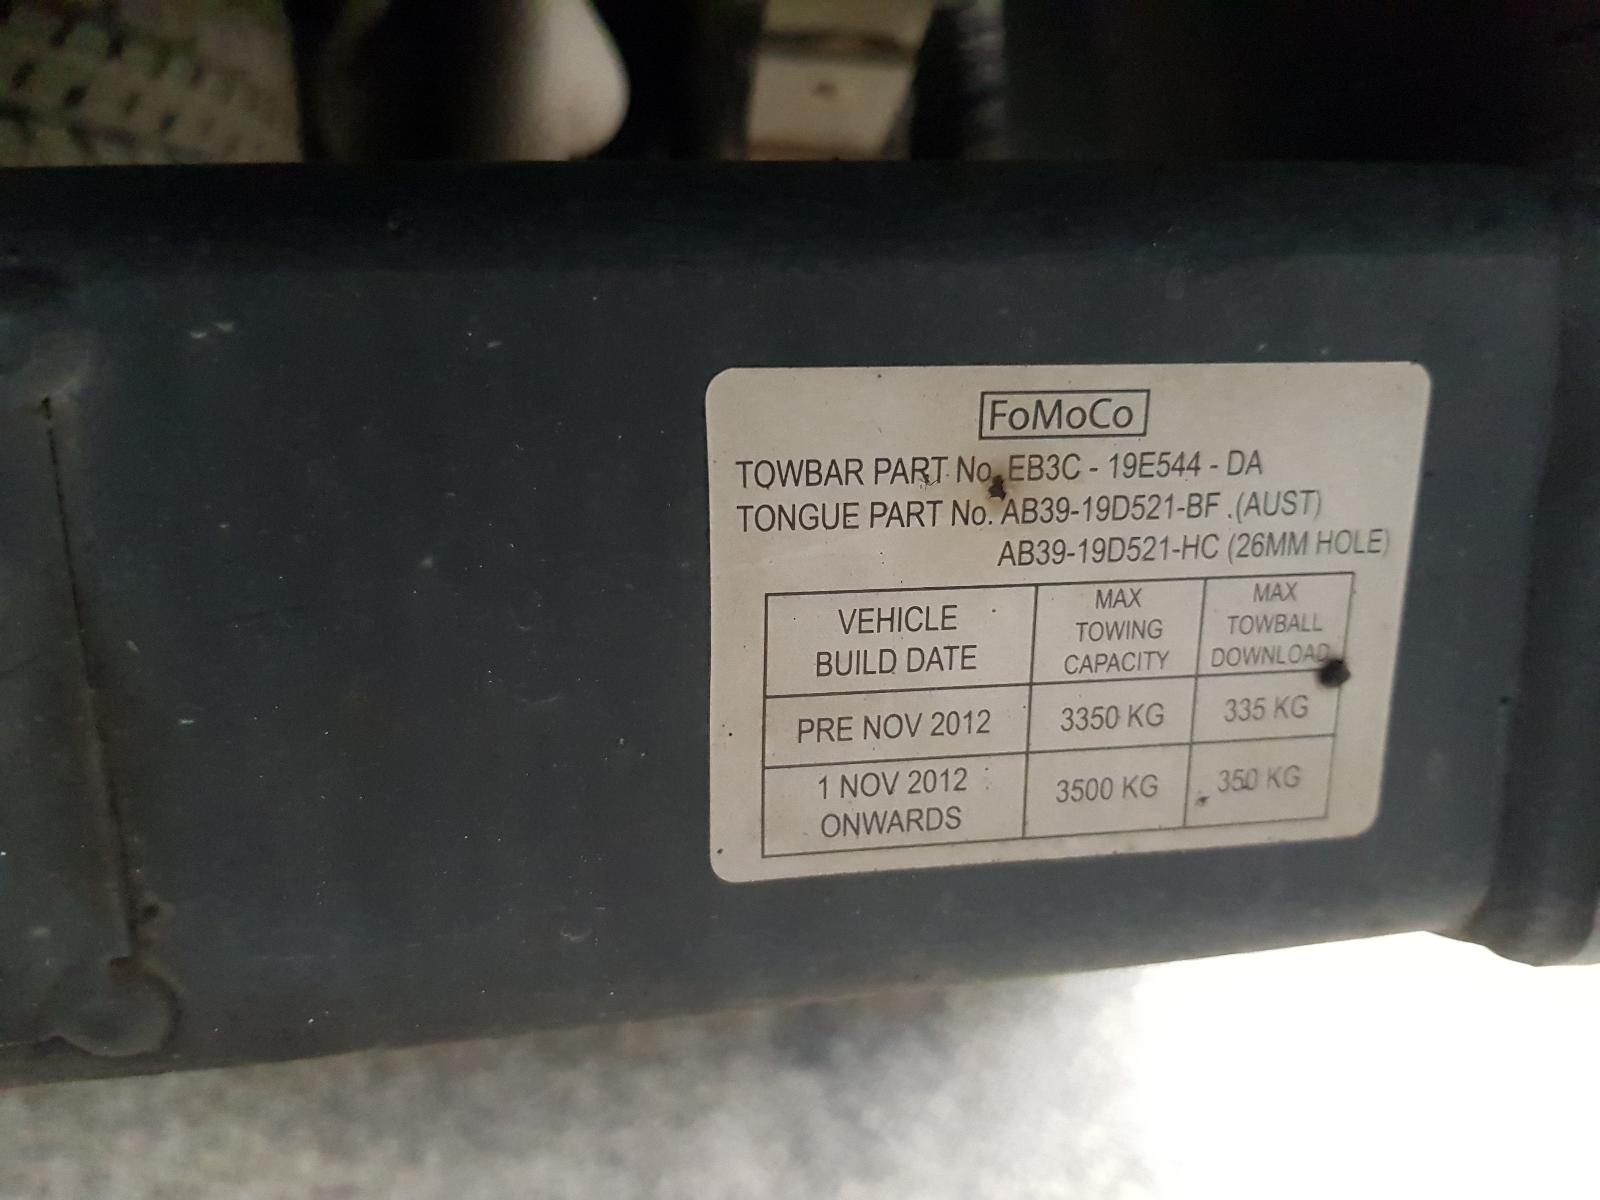 FoMoCo
TOWBAR PART No. EB3C - 19E544 - DA
TONGUE PART No. AB39-19D521-BF .(AUST)
AB39-19D521-HC (26MM HOLE)
VEHICLE
BUILD DATE
MAX
TOWING
CAPACITY
MAX
TOWBALL
DOWNLOAD
PRE NOV 2012
3350 KG
335 KG
1 NOV 2012
ONWARDS
3500 KG
350 KG